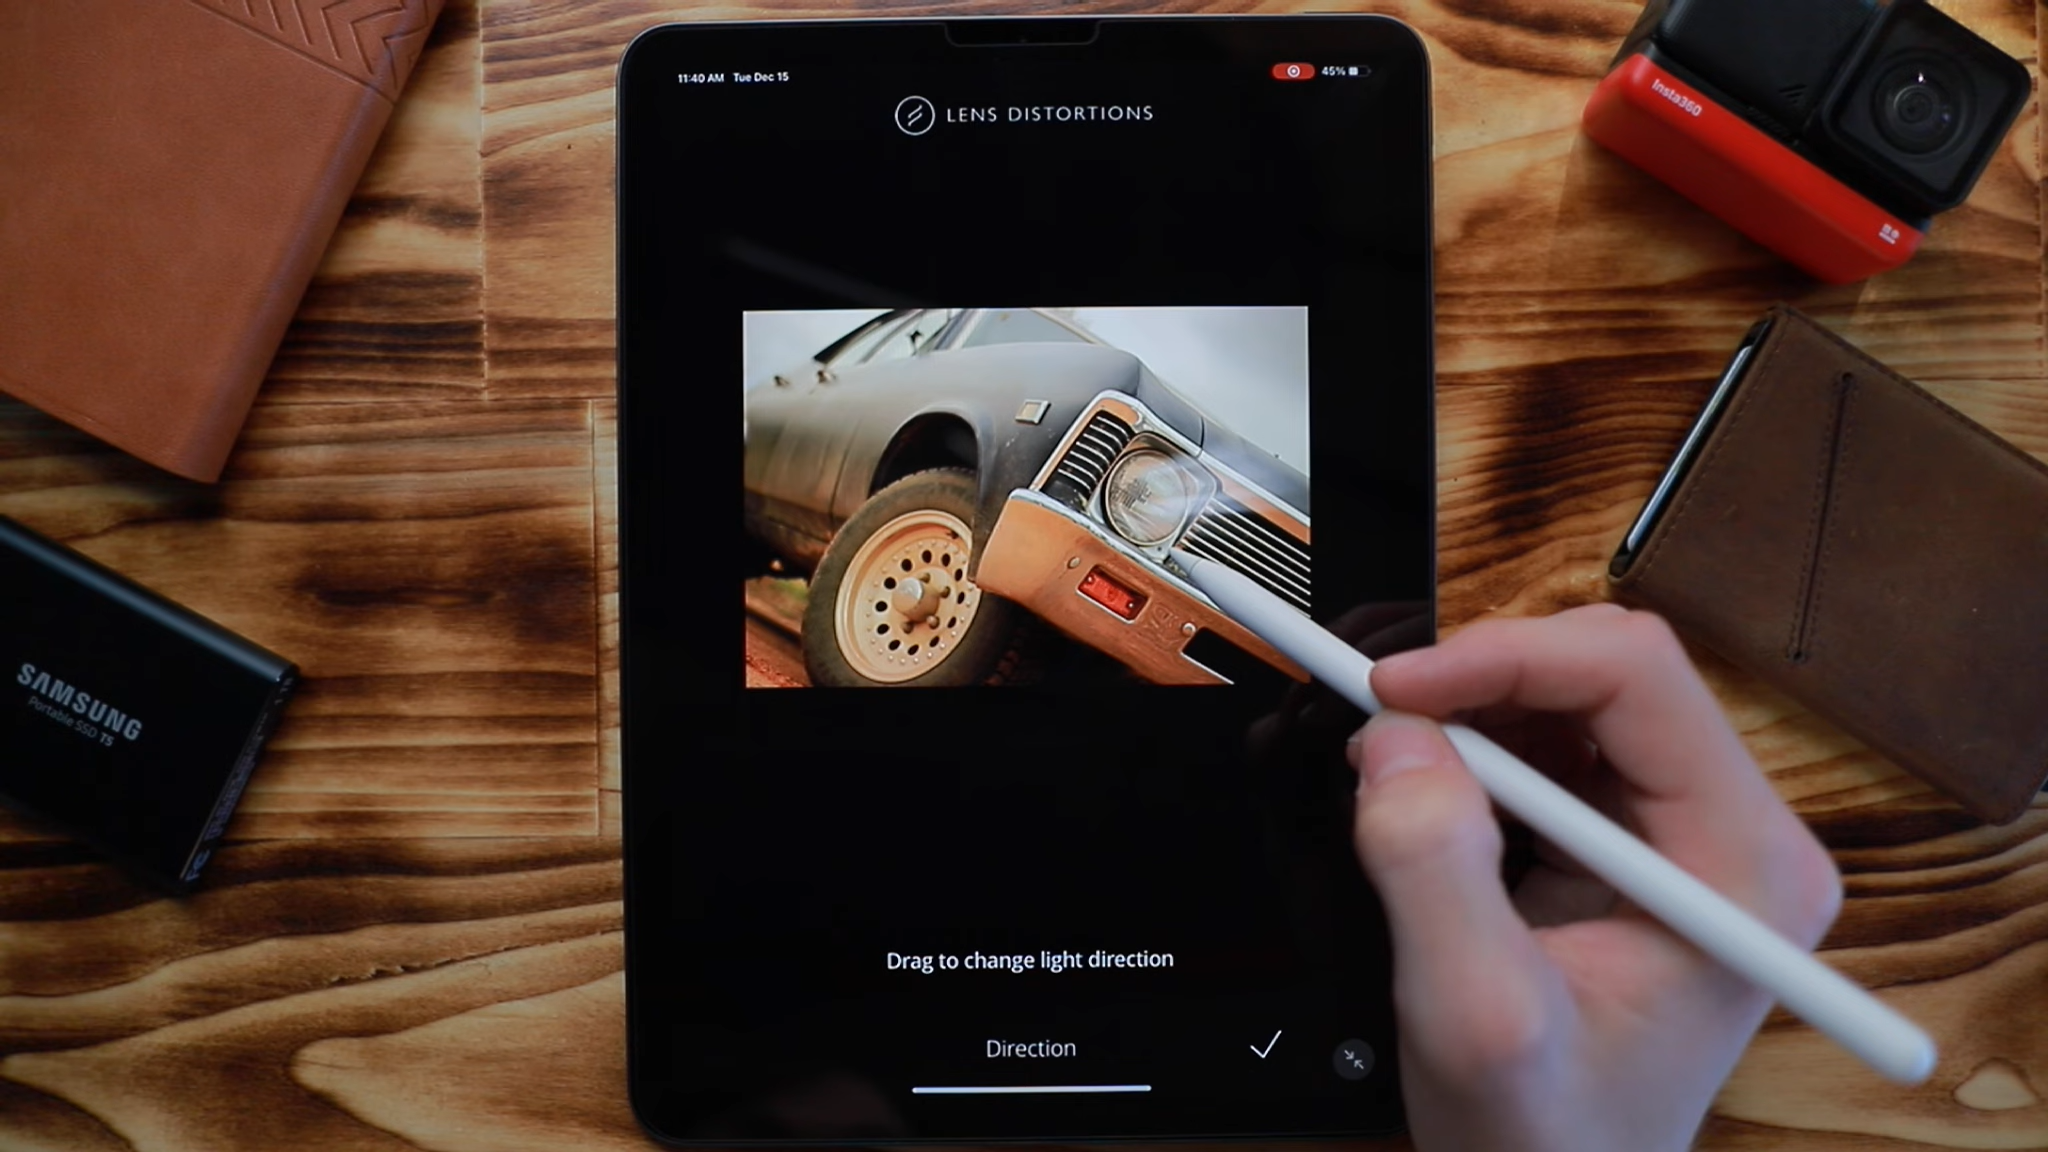 11:40 AM Tue Dec 15
45%
LENS DISTORTIONS
Insta360
SAMSUNG
Portable SSD T5
Drag to change light direction
Direction